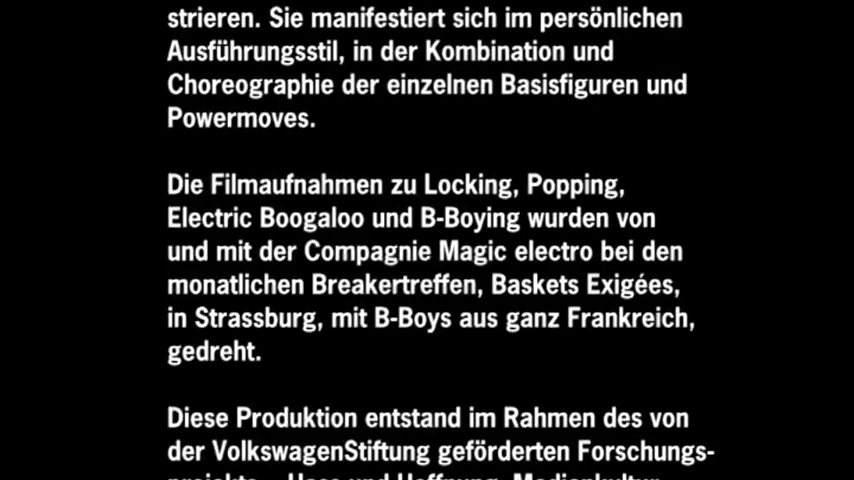 strieren. Sie manifestiert sich im persönlichen
Ausführungsstil, in der Kombination und
Choreographie der einzelnen Basisfiguren und
Powermoves.
Die Filmaufnahmen zu Locking, Popping,
Electric Boogaloo und B-Boying wurden von
und mit der Compagnie Magic electro bei den
monatlichen Breakertreffen, Baskets Exigées,
in Strassburg, mit B-Boys aus ganz Frankreich,
gedreht.
Diese Produktion entstand im Rahmen des von
der VolkswagenStiftung geförderten Forschungs-